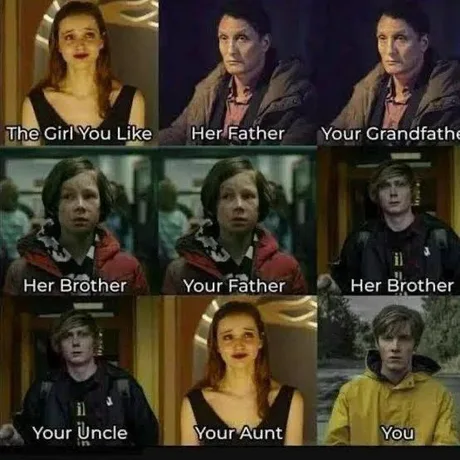 The Girl You Like
Her Father
Your Grandfathe
Her Brother
Your Father
Her Brother
Your Uncle
Your Aunt
You